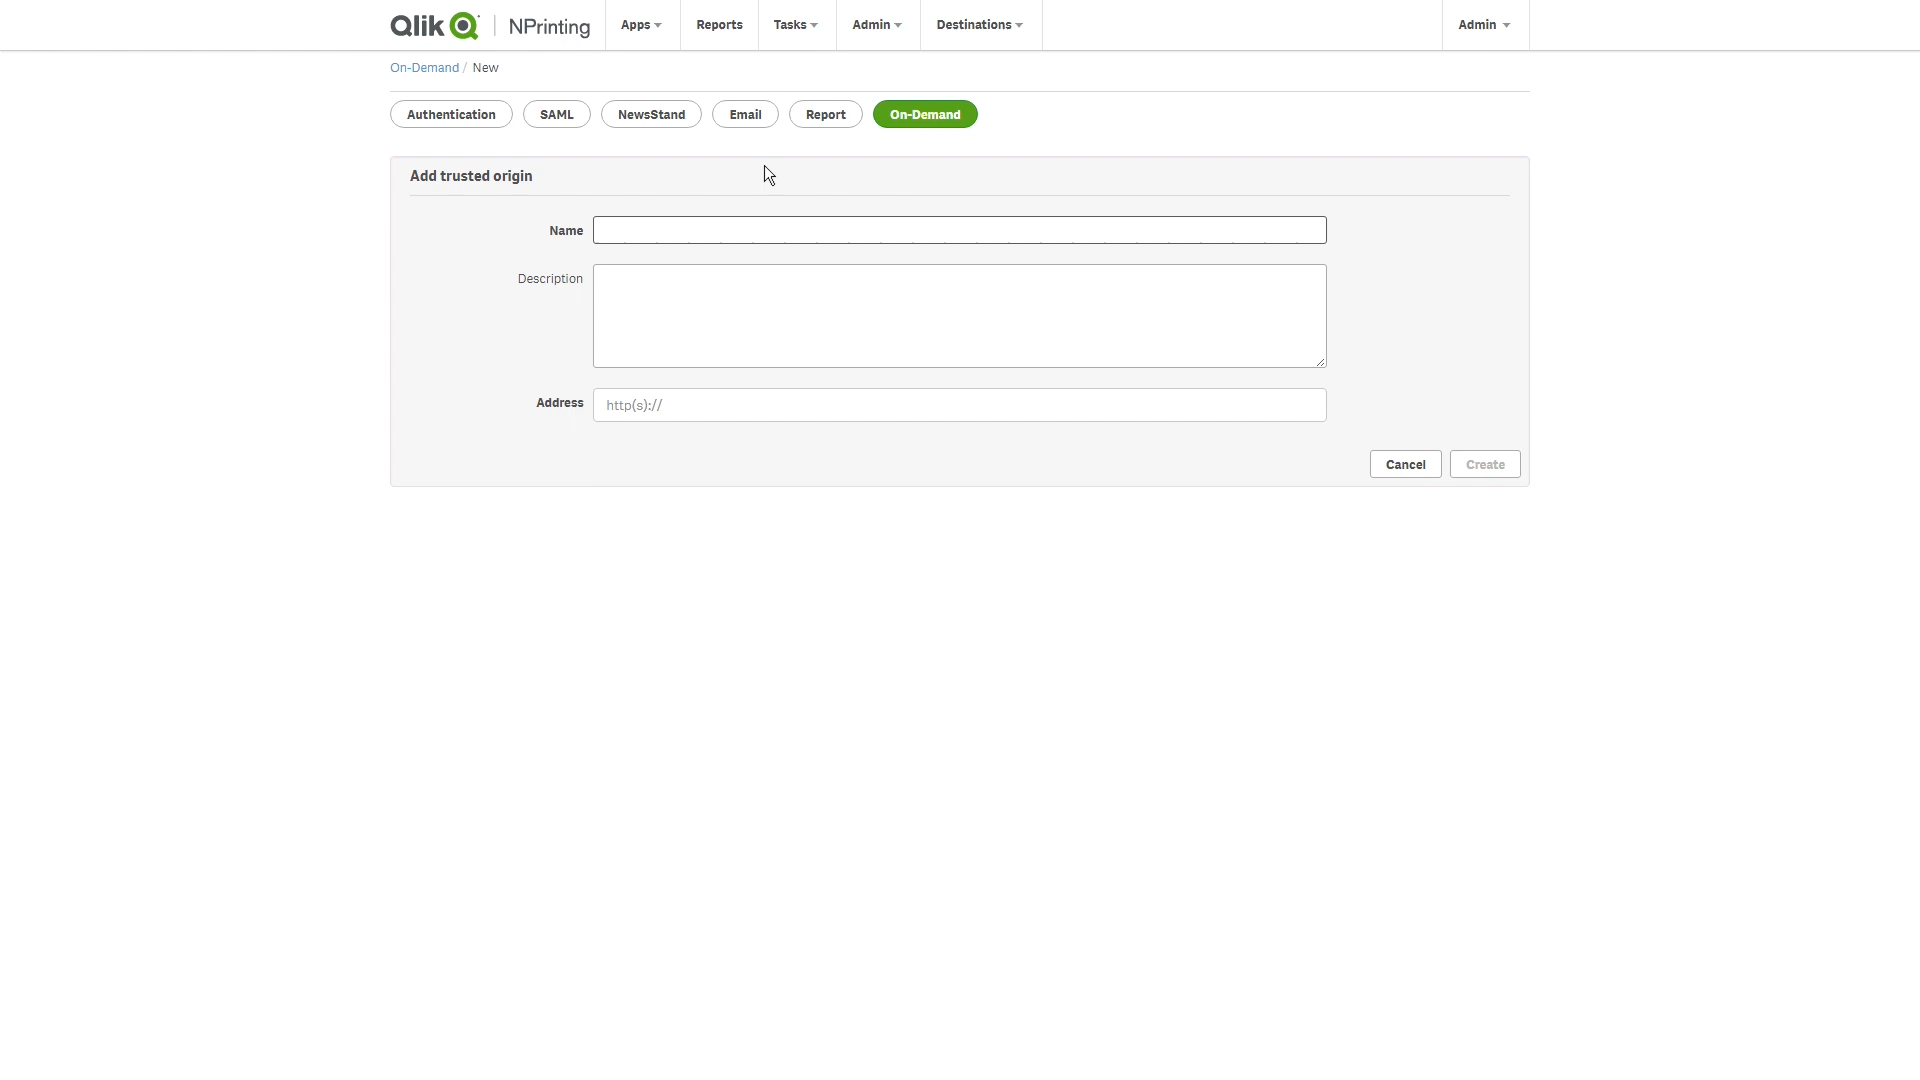 Qlik NPrinting Apps Reports Tasks Admin Destinations Admin
On-Demand / New
Authentication SAML NewsStand Email Report On-Demand
Add trusted origin
Name
Description
Address http(s)://
Cancel Create